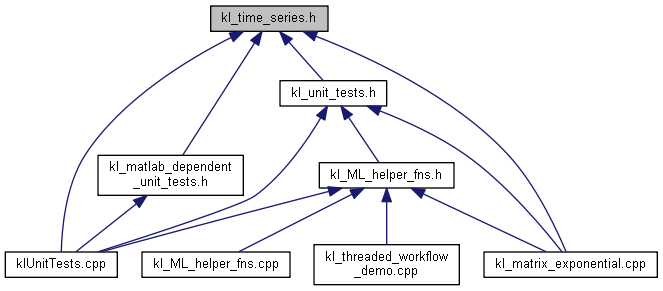 kl_time_series.h
kl_unit_tests.h
kl_matlab_dependent
_unit_tests.h
kl_ML_helper_fns.h
klUnitTests.cpp
kl_ML_helper_fns.cpp
kl_threaded_workflow
_demo.cpp
kl_matrix_exponential.cpp